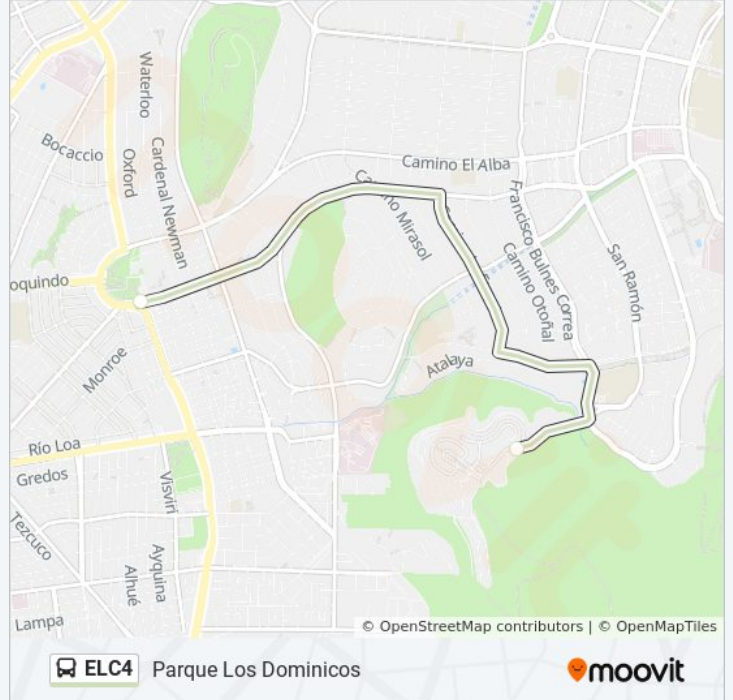 Waterloo
Bocaccio
Oxford
Cardenal Newman
Camino El Alba
Camino Mirasol
Francisco Bulnes Correa
Camino Otoñal
San Ramón
oquindo
Monroe
Atalaya
Río Loa
Gredos
Visviri
Tezcuco
Ayquina
Alhué
Lampa
© OpenStreetMap contributors | © OpenMapTiles
ELC4 Parque Los Dominicos moovit